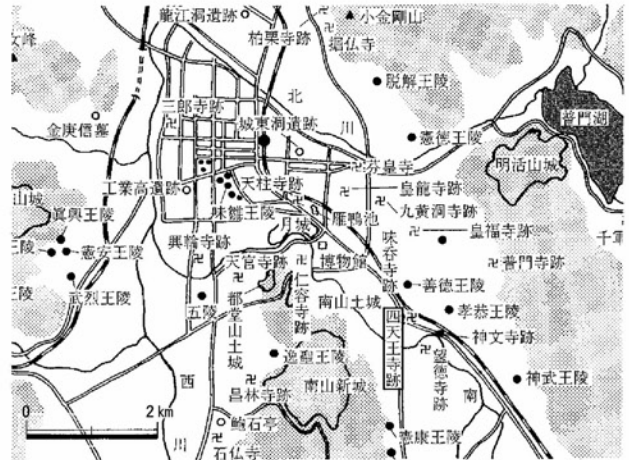 龍江洞遺跡
小金剛山
柏栗寺跡
掘仏寺
脱解王陵
北川
三郎寺跡
城東洞遺跡
金庾信墓
憲徳王陵
普門湖
明活山城
芬皇寺
皇龍寺跡
工業高遺跡
天柱寺跡
九黄洞寺跡
山城
味鄒王陵
雁鴨池
真興王陵
月城
皇福寺跡
千軍
王陵
憲安王陵
興輪寺跡
天官寺跡
博物館
味呑寺跡
普門寺跡
武烈王陵
仁容寺跡
善徳王陵
王陵
五陵
都堂山土城
南山土城
孝恭王陵
四天王寺跡
神文寺跡
逸聖王陵
望徳寺跡
神武王陵
西川
昌林寺跡
南山新城
南
0 2 km
鮑石亭
石仏寺
憲康王陵